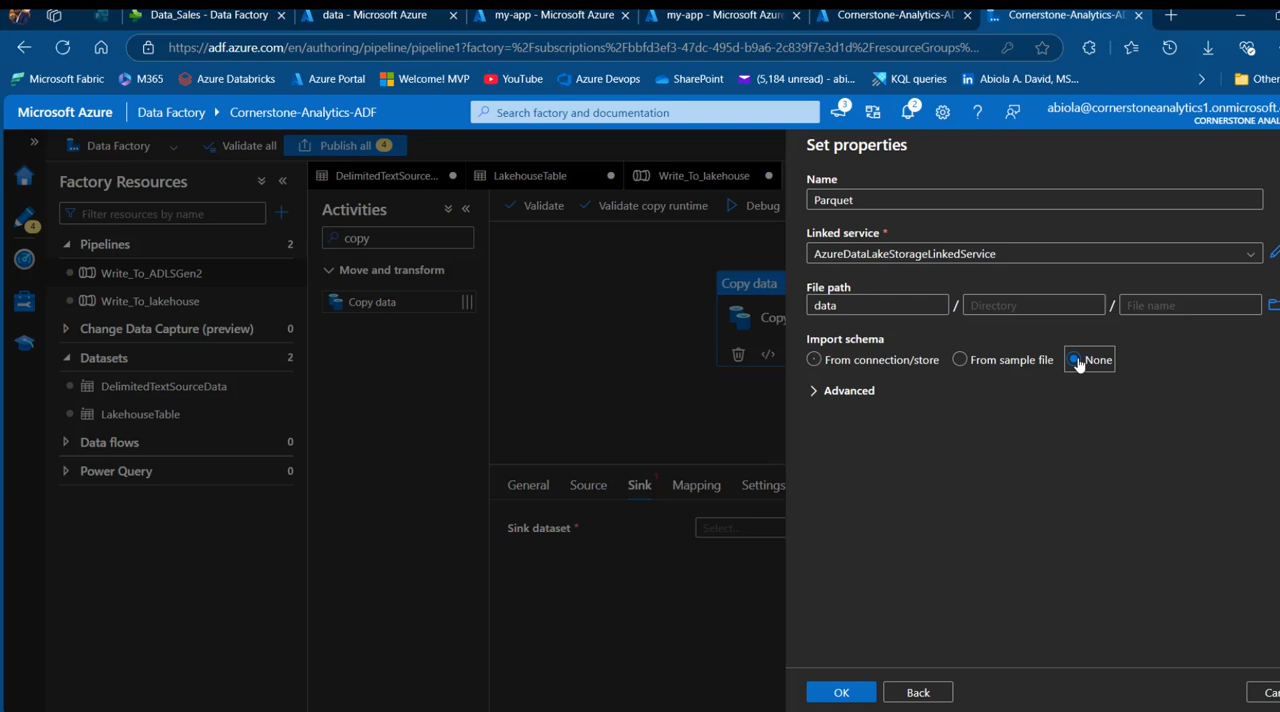 Data_Sales - Data Factory
data - Microsoft Azure
my-app - Microsoft Azure
my-app - Microsoft Azure
Cornerstone-Analytics-AD
Cornerstone-Analytics-AD
https://adf.azure.com/en/authoring/pipeline/pipeline1?factory=%2Fsubscriptions%2Fbbfd3ef3-47dc-495d-b9a6-2c839f7e3d1d%2FresourceGroups%...
Microsoft Fabric
M365
Azure Databricks
Azure Portal
Welcome! MVP
YouTube
Azure Devops
SharePoint
(5,184 unread) - abi...
KQL queries
Abiola A. David, MS...
Other
Microsoft Azure
Data Factory
Cornerstone-Analytics-ADF
Search factory and documentation
3
2
abiola@cornerstoneanalytics1.onmicrosoft.
CORNERSTONE ANAL
Data Factory
Validate all
Publish all
4
Factory Resources
Filter resources by name
4
Pipelines
2
Write_To_ADLSGen2
Write_To_lakehouse
Change Data Capture (preview)
0
Datasets
2
DelimitedTextSourceData
LakehouseTable
Data flows
0
Power Query
0
DelimitedTextSource...
LakehouseTable
Write_To_lakehouse
Activities
copy
Move and transform
Copy data
Validate
Validate copy runtime
Debug
Copy data
Copy
General
Source
Sink
Mapping
Settings
Sink dataset *
Select...
Set properties
Name
Parquet
Linked service *
AzureDataLakeStorageLinkedService
File path
data / Directory / File name
Import schema
From connection/store
From sample file
None
Advanced
OK
Back
Ca